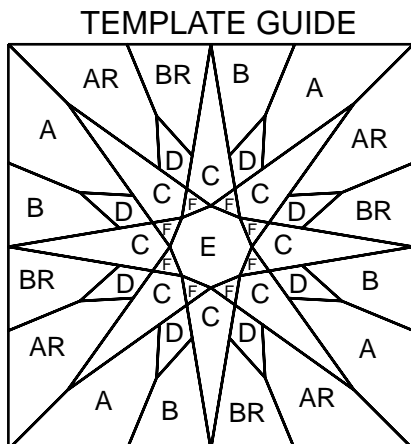 TEMPLATE GUIDE
AR BR B A
A D C D AR
B D C F F C D BR
C F E F C
BR D C F F C D B
AR D F C F D A
A B BR AR